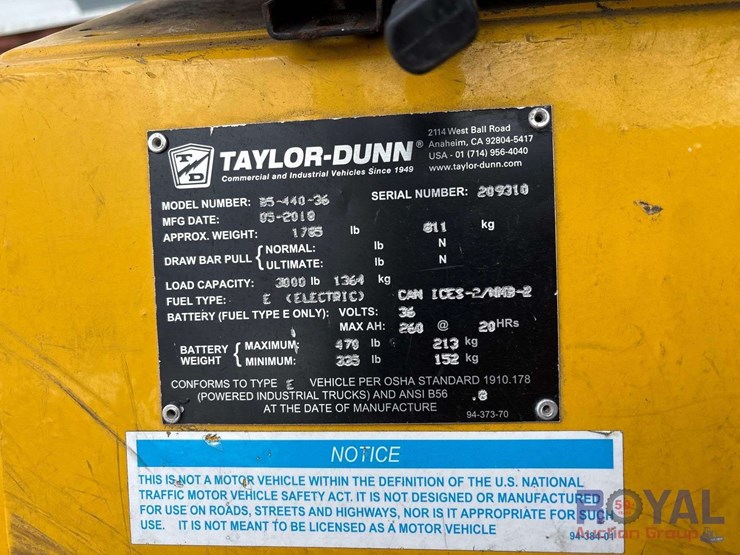 TAYLOR-DUNN®
Commercial and Industrial Vehicles Since 1949
2114 West Ball Road
Anaheim, CA 92804-5417
USA - 01 (714) 956-4040
www.taylor-dunn.com
T D
MODEL NUMBER: B5-440-36 SERIAL NUMBER: 209310
MFG DATE: 05-2018
APPROX. WEIGHT: 1785 lb 811 kg
DRAW BAR PULL { NORMAL: lb N
ULTIMATE: lb N
LOAD CAPACITY: 3000 lb 1364 kg
FUEL TYPE: E (ELECTRIC) CAN ICES-2/NMB-2
BATTERY (FUEL TYPE E ONLY): VOLTS: 36
MAX AH: 260 @ 20 HRs
BATTERY WEIGHT { MAXIMUM: 470 lb 213 kg
MINIMUM: 335 lb 152 kg
CONFORMS TO TYPE E VEHICLE PER OSHA STANDARD 1910.178
(POWERED INDUSTRIAL TRUCKS) AND ANSI B56 .8
AT THE DATE OF MANUFACTURE
94-373-70
NOTICE
THIS IS NOT A MOTOR VEHICLE WITHIN THE DEFINITION OF THE U.S. NATIONAL
TRAFFIC MOTOR VEHICLE SAFETY ACT. IT IS NOT DESIGNED OR MANUFACTURED
FOR USE ON ROADS, STREETS AND HIGHWAYS, NOR IS IT APPROPRIATE FOR SUCH
USE. IT IS NOT MEANT TO BE LICENSED AS A MOTOR VEHICLE
94-384-01
ROYAL
Auction Group